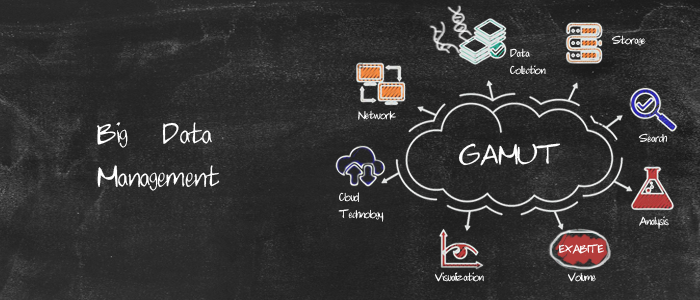 Big Data
Management
GAMUT
Data
Collection
Storage
Network
Search
Cloud
Technology
Analysis
Visualization
EXABITE
Volume